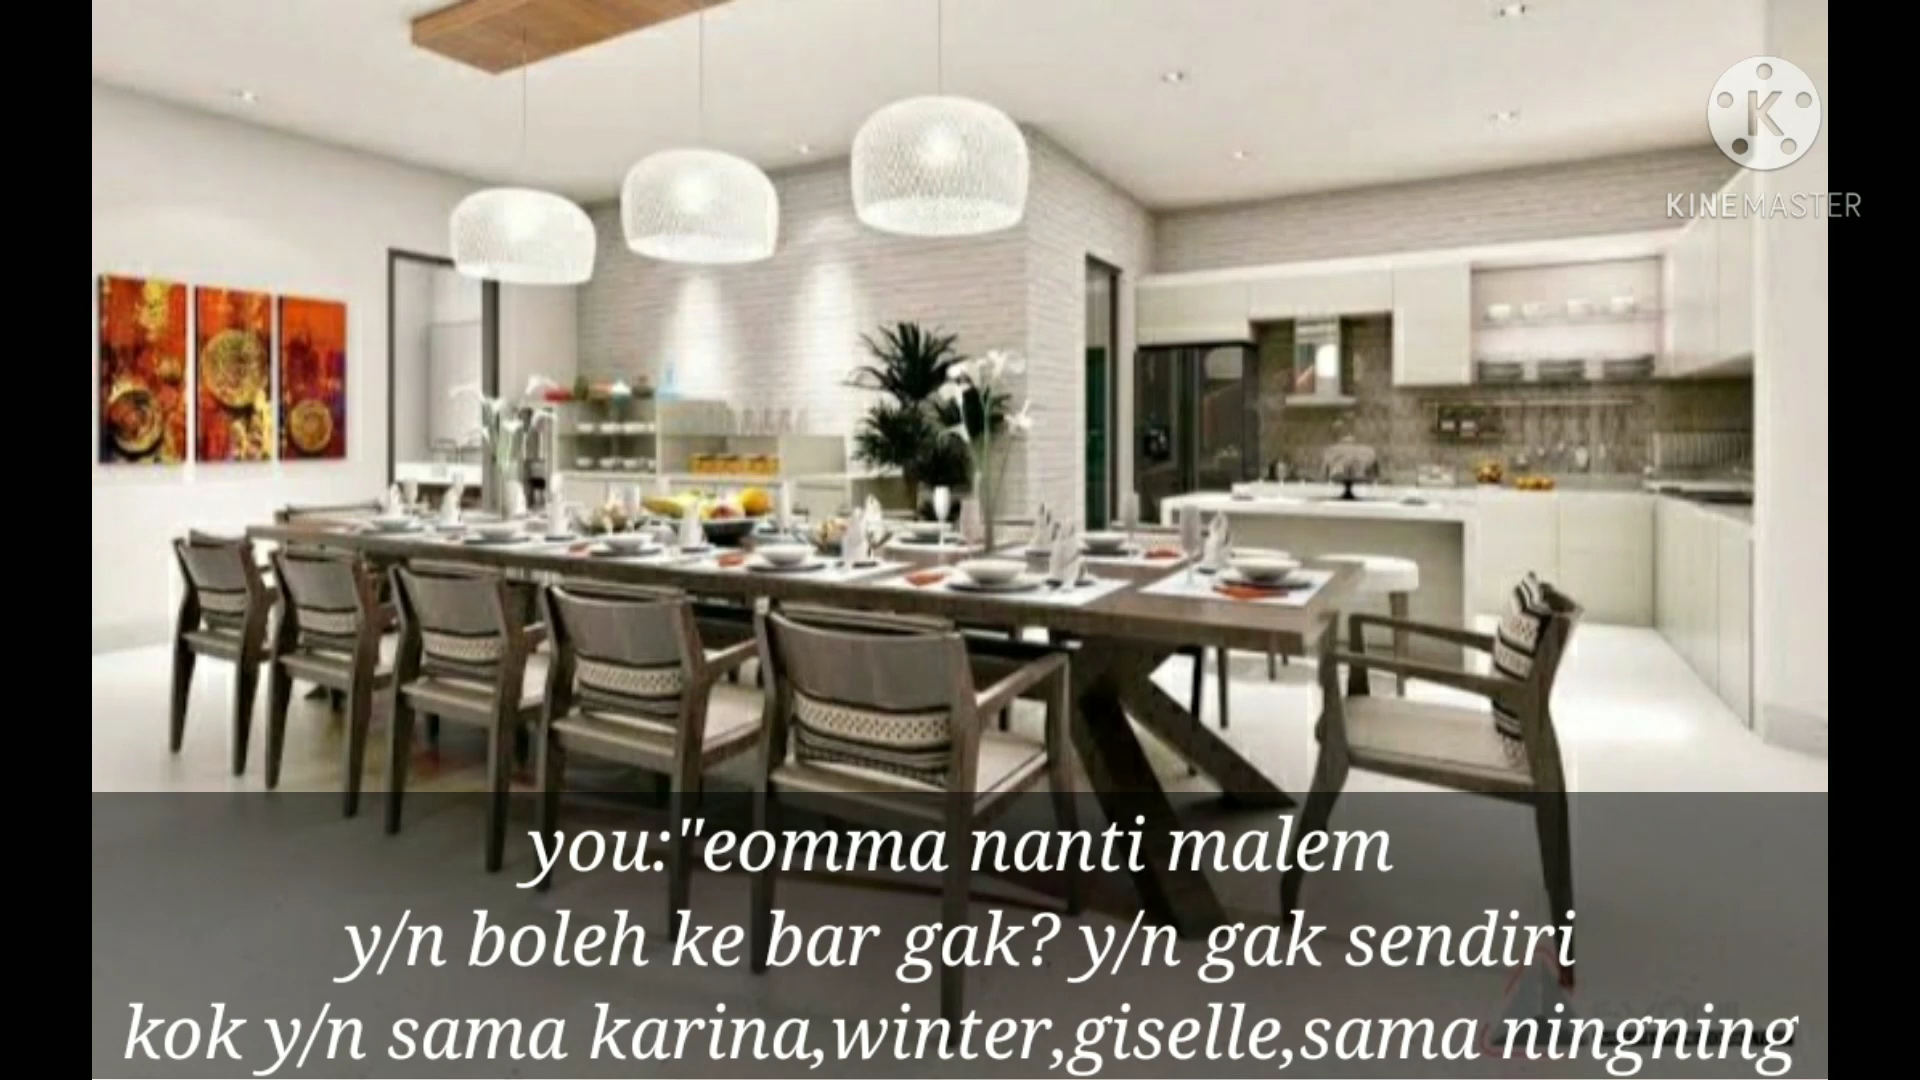 KINEMASTER
you:"eomma nanti malem
y/n boleh ke bar gak? y/n gak sendiri
kok y/n sama karina,winter,giselle,sama ningning